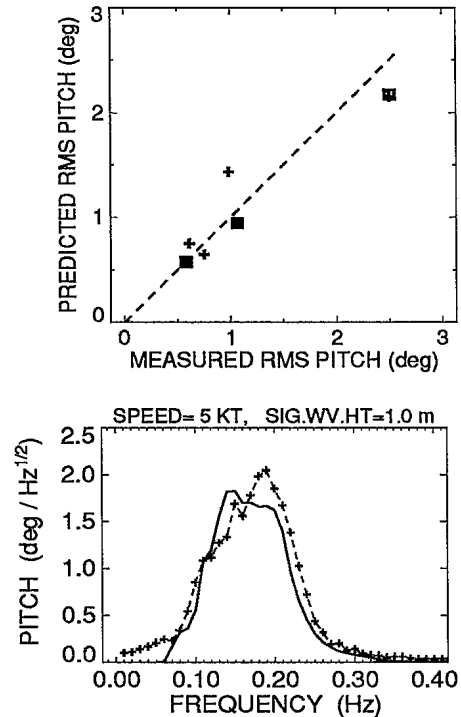 3
2
1
0
PREDICTED RMS PITCH (deg)
0 1 2 3
MEASURED RMS PITCH (deg)
SPEED= 5 KT, SIG.WV.HT=1.0 m
2.5
2.0
1.5
1.0
0.5
0.0
PITCH (deg / Hz^1/2)
0.00 0.10 0.20 0.30 0.40
FREQUENCY (Hz)